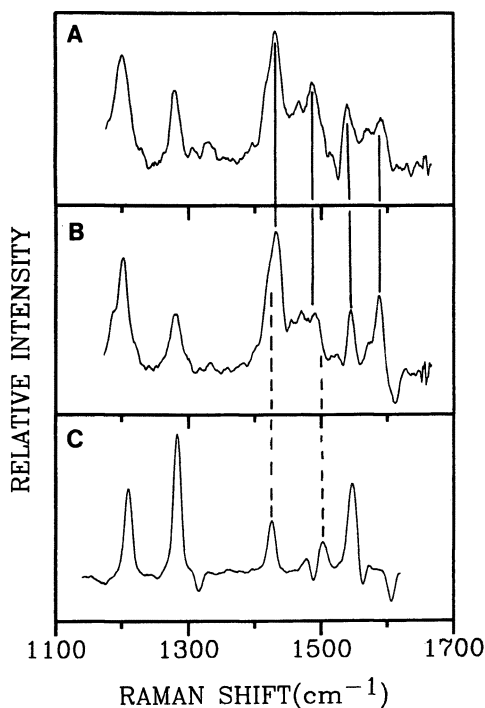 A
B
C
RELATIVE INTENSITY
1100 1300 1500 1700
RAMAN SHIFT(cm⁻¹)